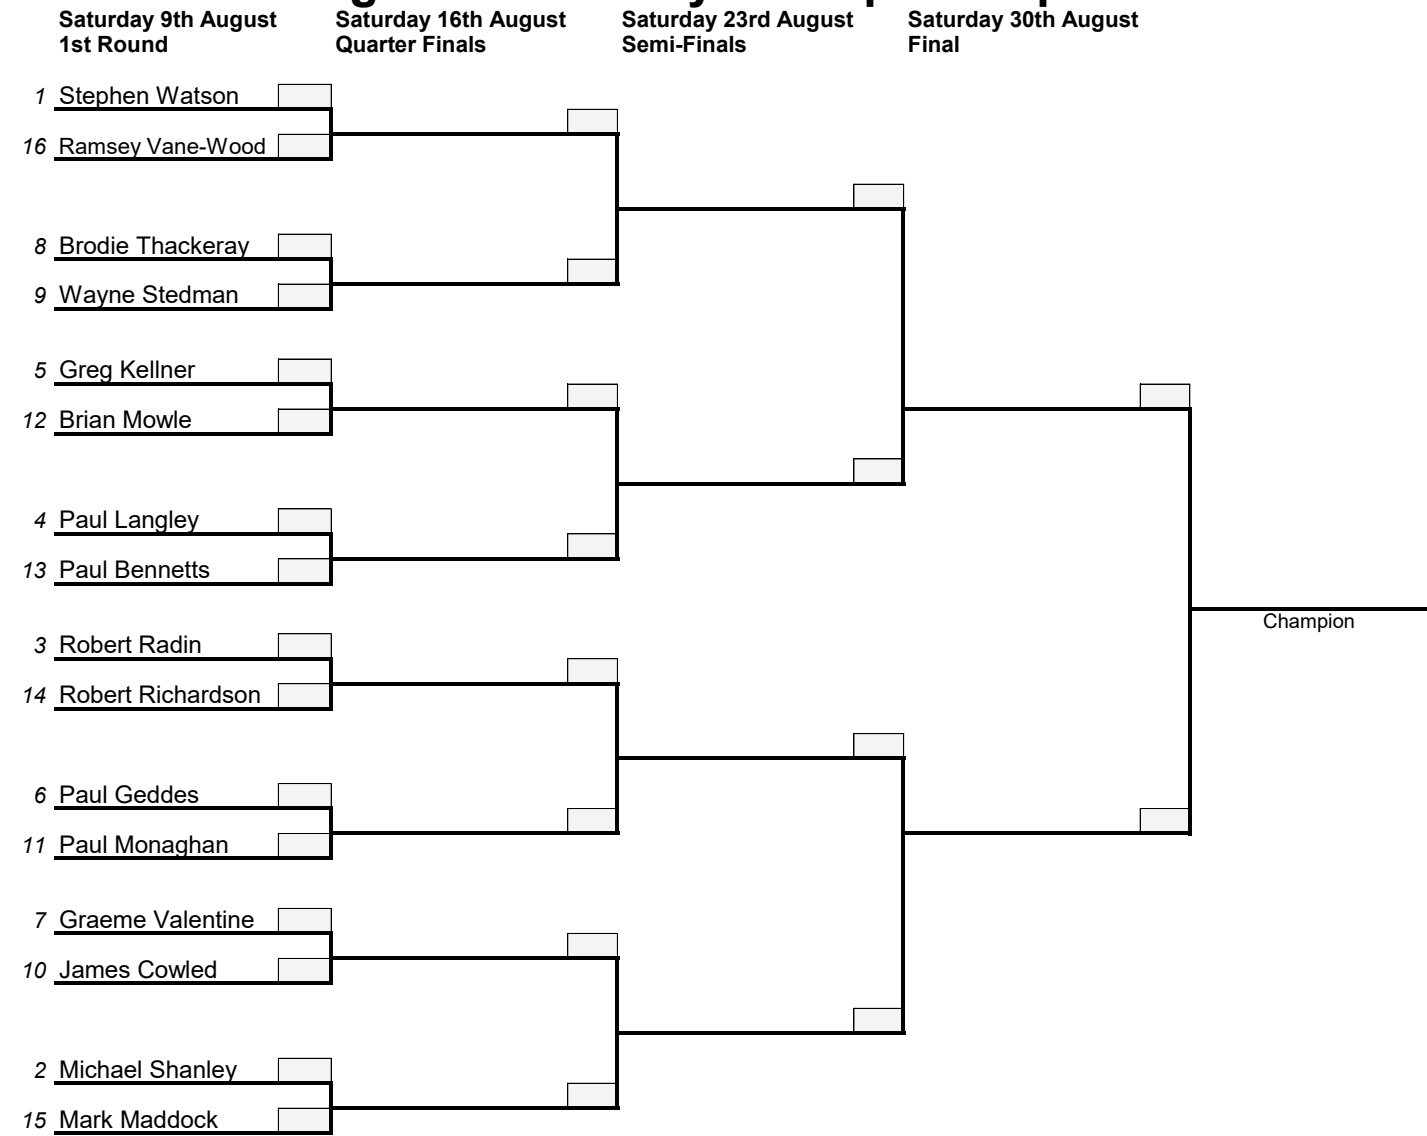 Saturday 9th August Saturday 16th August Saturday 23rd August Saturday 30th August
1st Round Quarter Finals Semi-Finals Final
1 Stephen Watson
16 Ramsey Vane-Wood
8 Brodie Thackeray
9 Wayne Stedman
5 Greg Kellner
12 Brian Mowle
4 Paul Langley
13 Paul Bennetts
Champion
3 Robert Radin
14 Robert Richardson
6 Paul Geddes
11 Paul Monaghan
7 Graeme Valentine
10 James Cowled
2 Michael Shanley
15 Mark Maddock